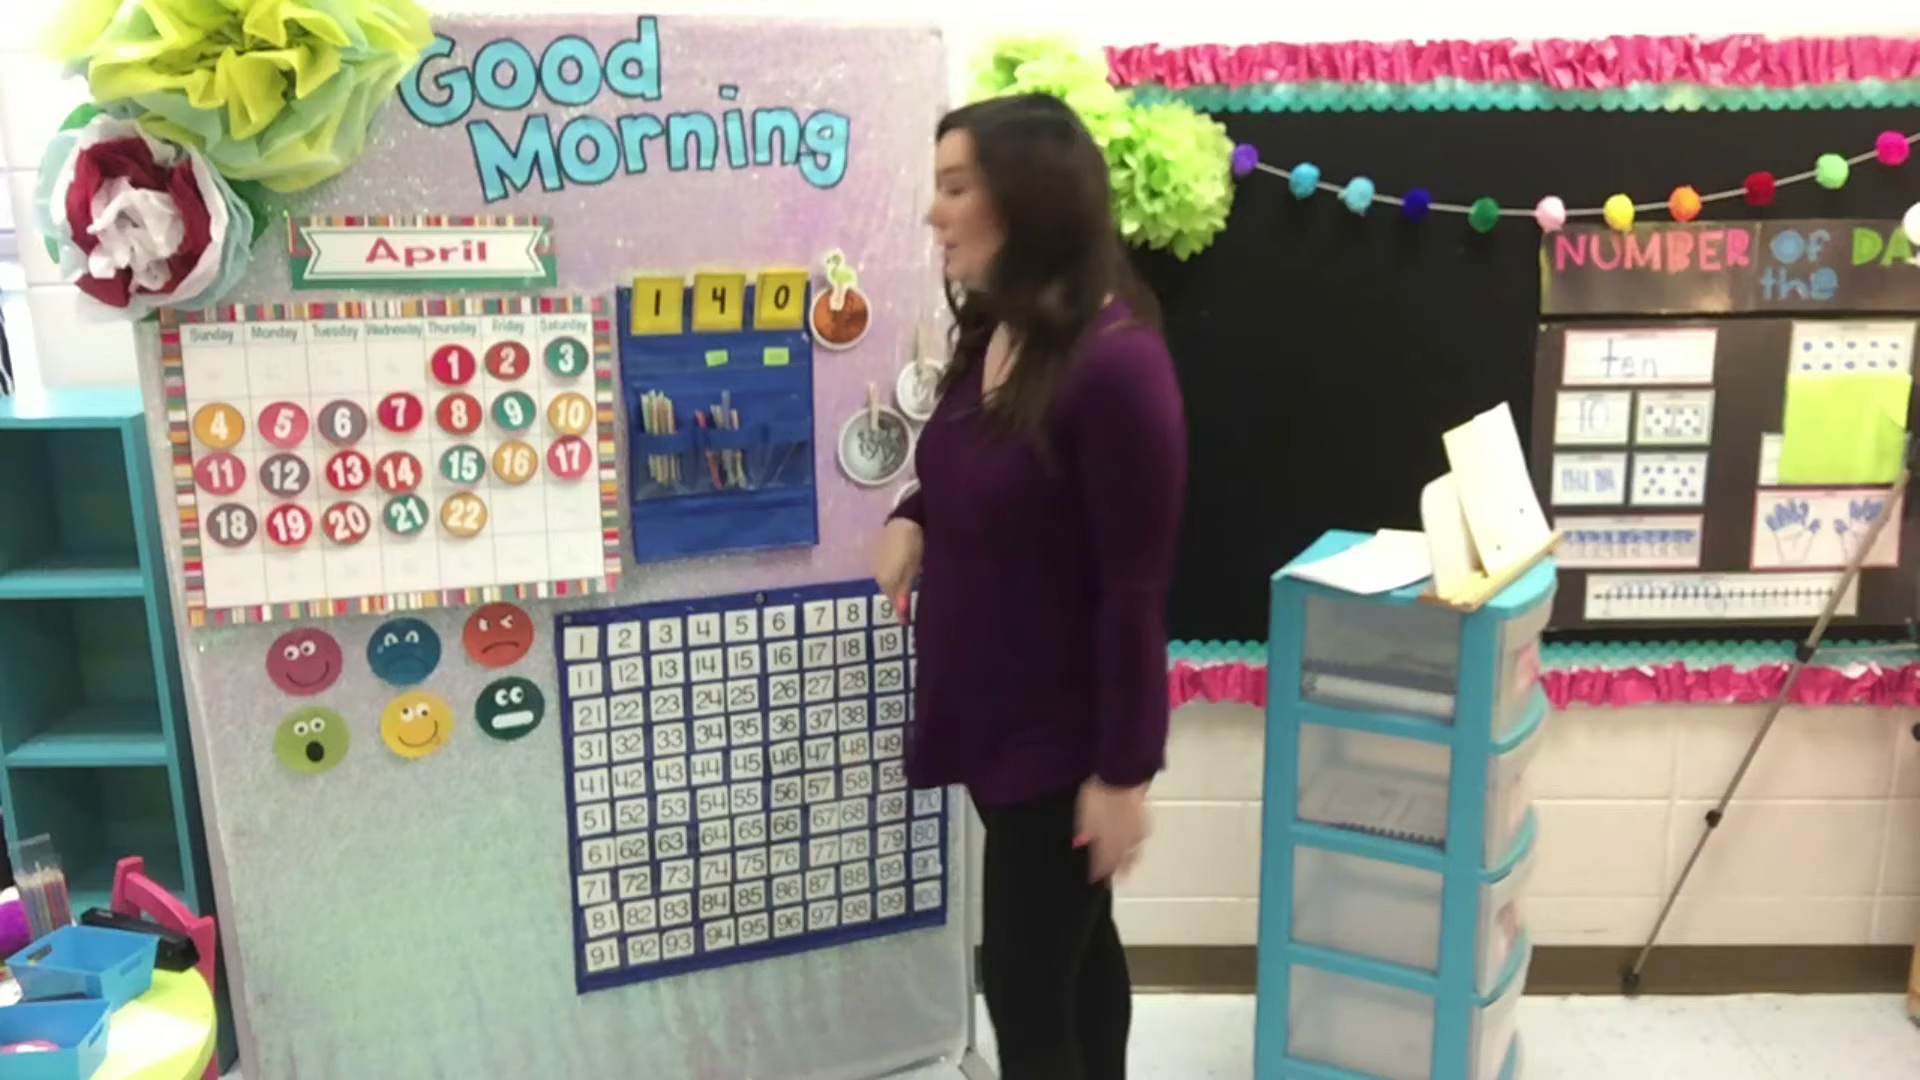 Good
Morning
April
Sunday Monday Tuesday Wednesday Thursday Friday Saturday
1 2 3
4 5 6 7 8 9 10
11 12 13 14 15 16 17
18 19 20 21 22
1 4 0
NUMBER of DA
the
ten
10
1 2 3 4 5 6 7 8 9
11 12 13 14 15 16 17 18 19
21 22 23 24 25 26 27 28 29
31 32 33 34 35 36 37 38 39
41 42 43 44 45 46 47 48 49
51 52 53 54 55 56 57 58 59
61 62 63 64 65 66 67 68 69 70
71 72 73 74 75 76 77 78 79 80
81 82 83 84 85 86 87 88 89 90
91 92 93 94 95 96 97 98 99 100